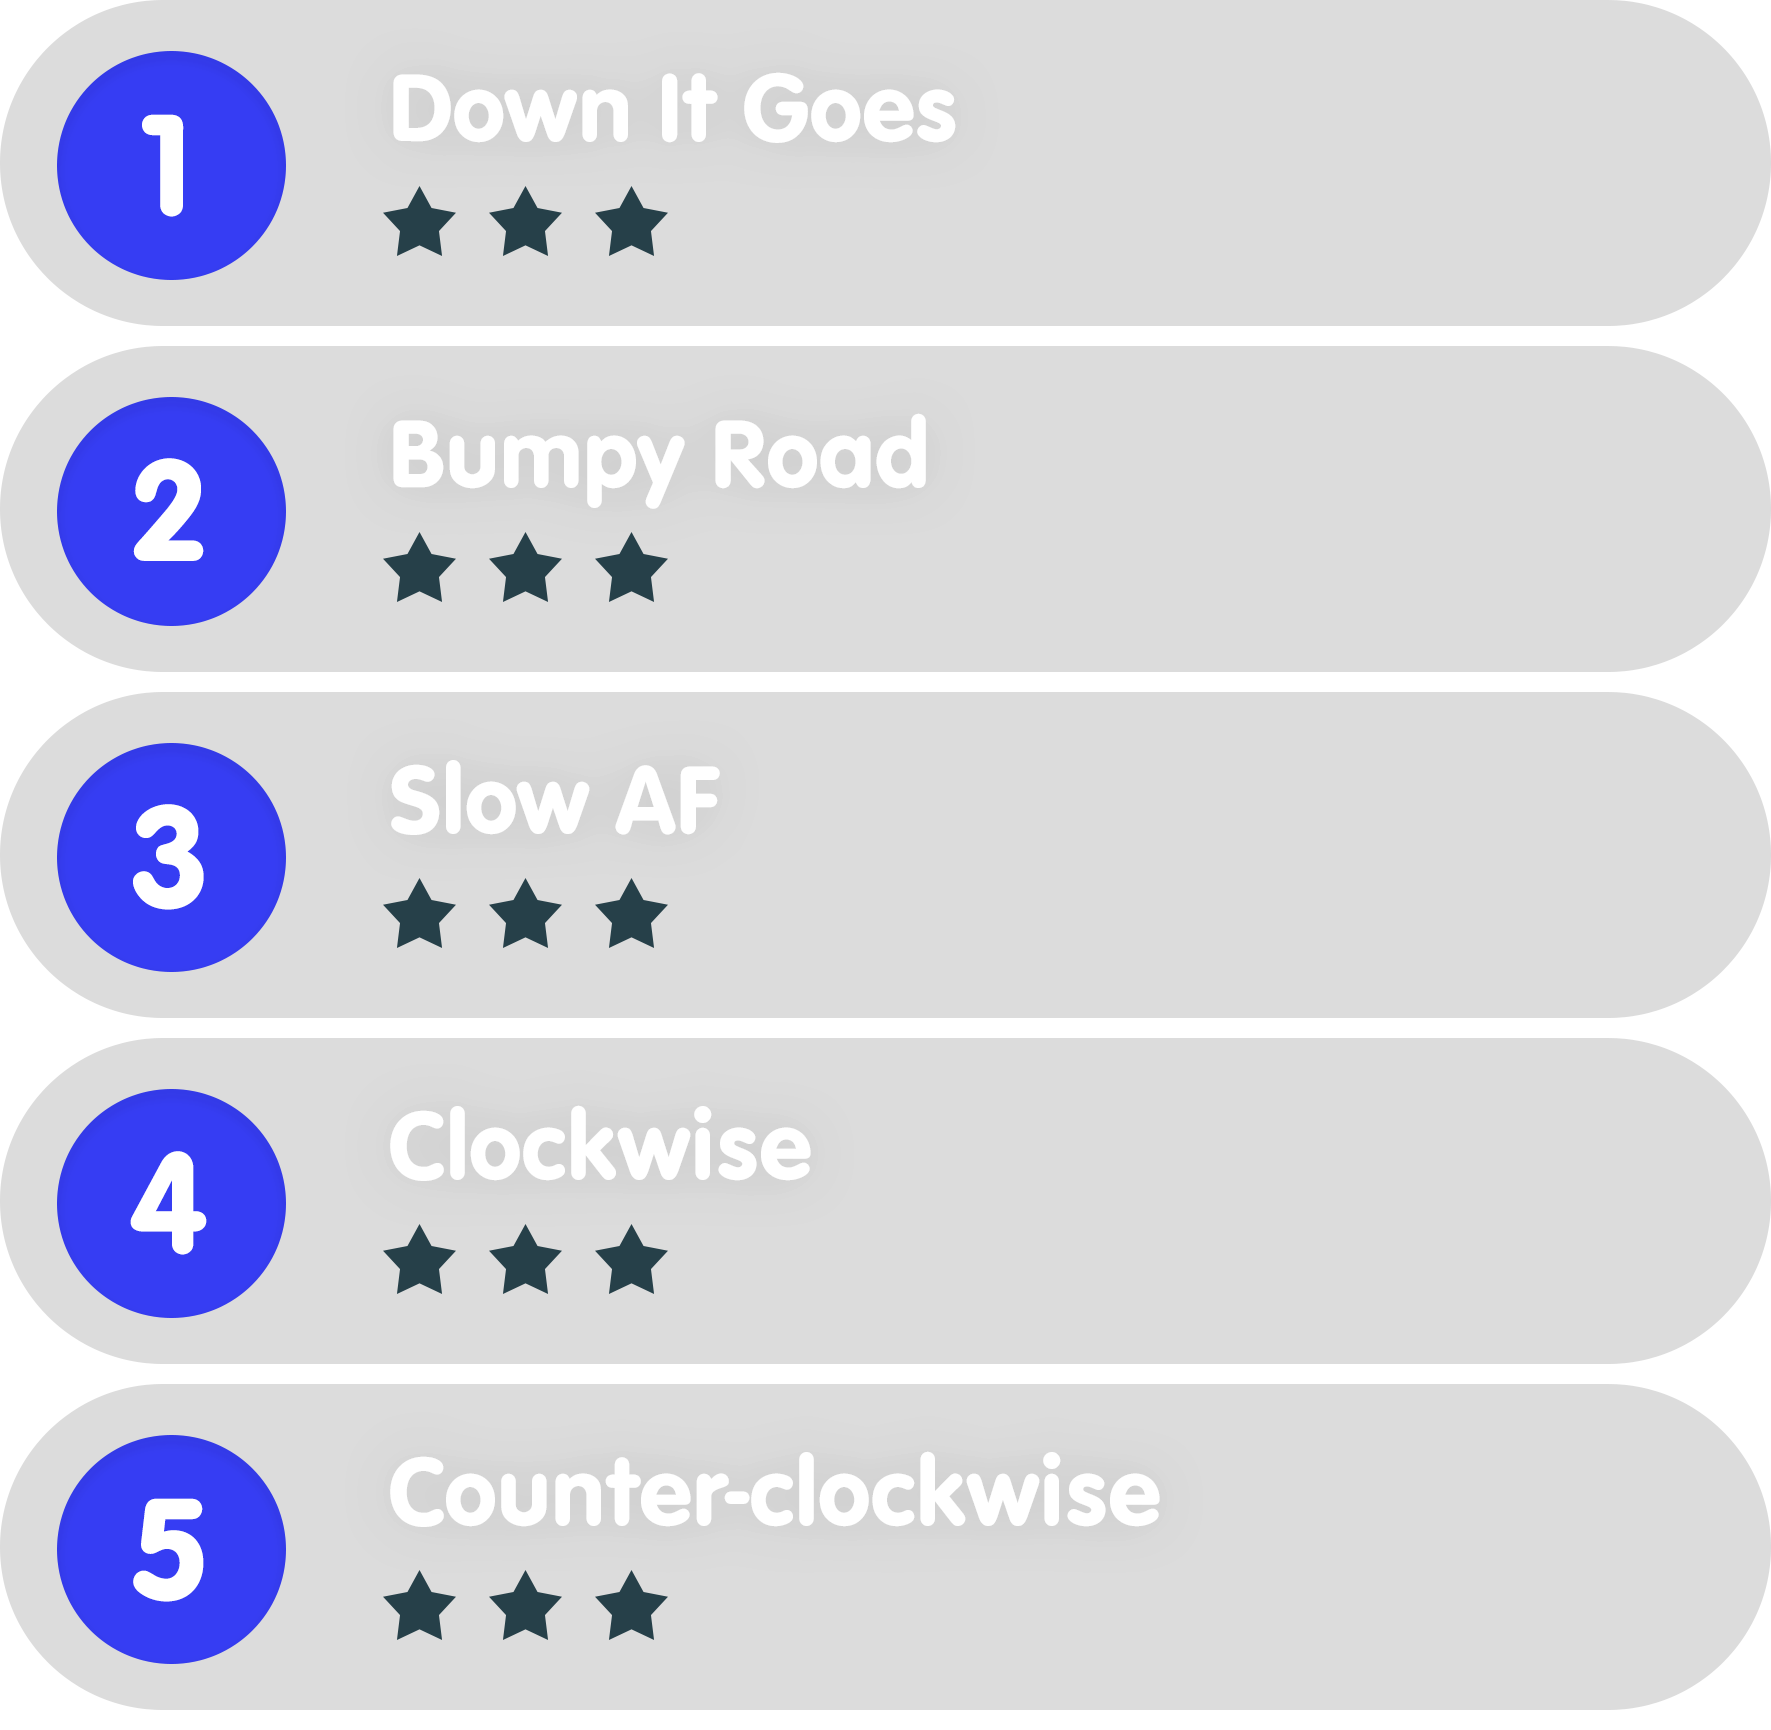 1
Down It Goes
2
Bumpy Road
3
Slow AF
4
Clockwise
5
Counter-clockwise